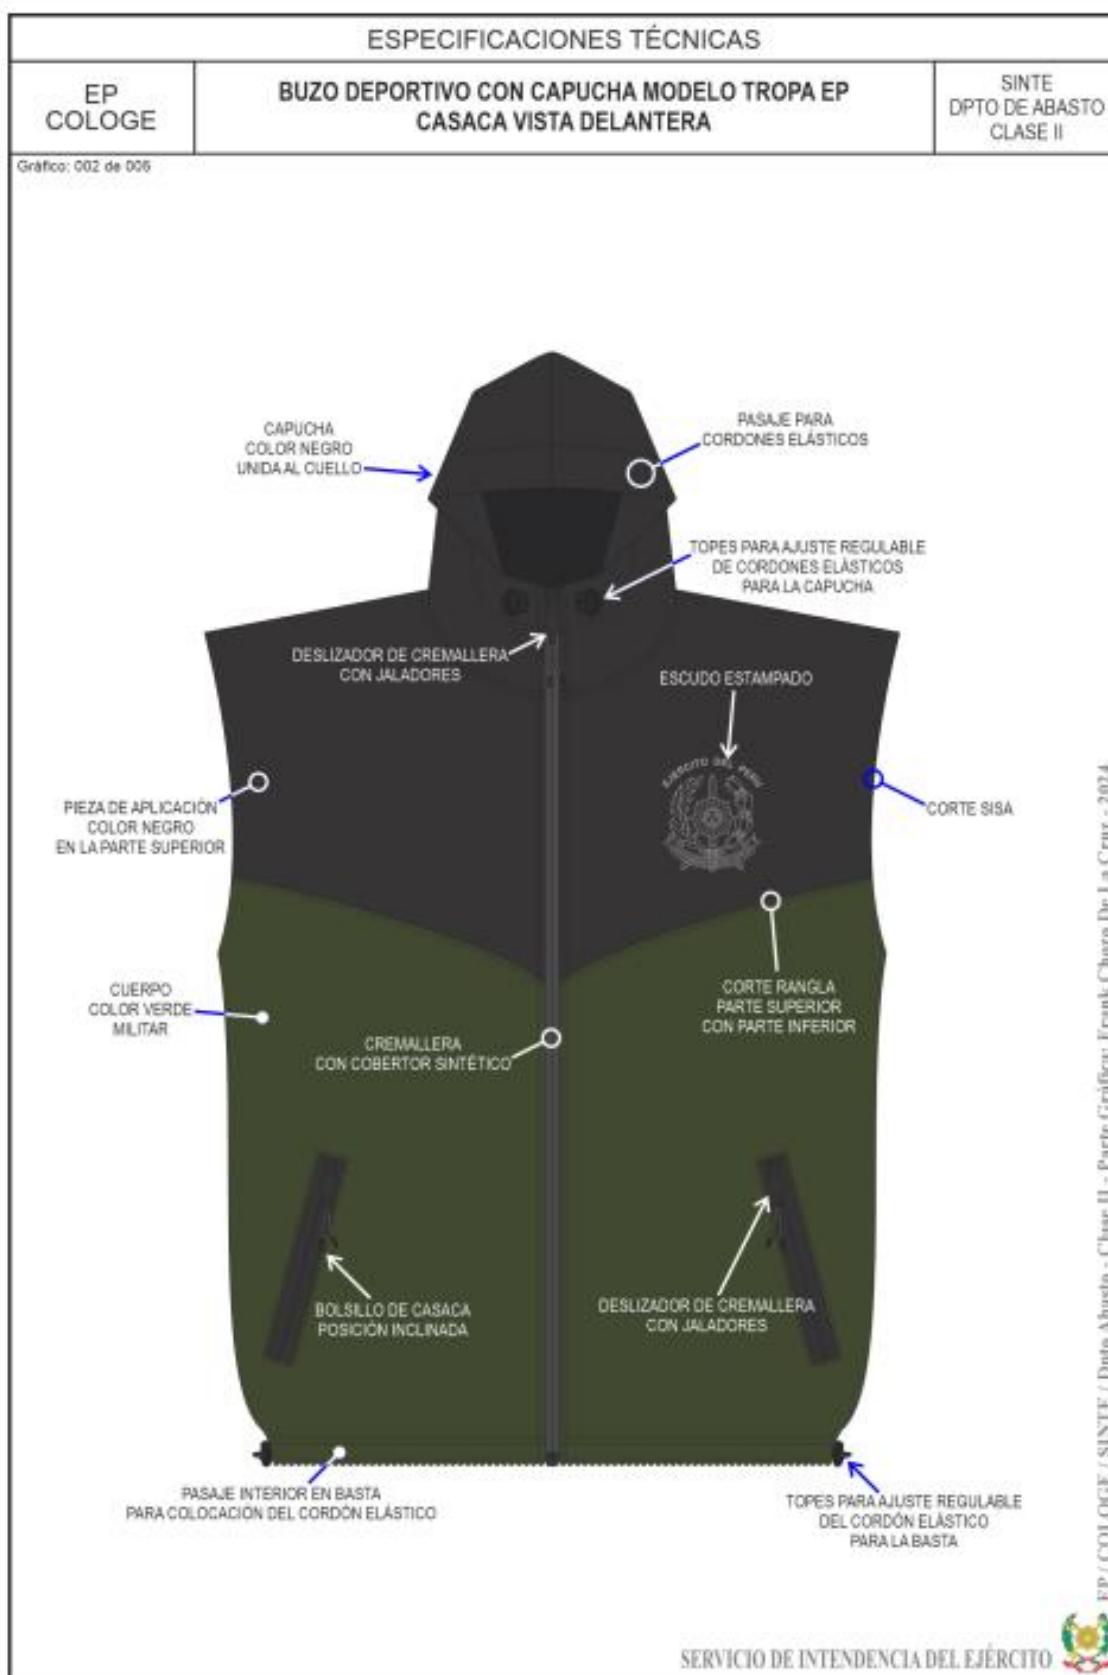 ESPECIFICACIONES TÉCNICAS
EP
COLOGE
BUZO DEPORTIVO CON CAPUCHA MODELO TROPA EP
CASACA VISTA DELANTERA
SINTE
DPTO DE ABASTO
CLASE II
Gráfico: 002 de 006
CAPUCHA
COLOR NEGRO
UNIDA AL CUELLO
PASAJE PARA
CORDONES ELÁSTICOS
TOPES PARA AJUSTE REGULABLE
DE CORDONES ELÁSTICOS
PARA LA CAPUCHA
DESLIZADOR DE CREMALLERA
CON JALADORES
ESCUDO ESTAMPADO
EJERCITO DEL PERU
PIEZA DE APLICACIÓN
COLOR NEGRO
EN LA PARTE SUPERIOR
CORTE SISA
CUERPO
COLOR VERDE
MILITAR
CORTE RANGLA
PARTE SUPERIOR
CON PARTE INFERIOR
CREMALLERA
CON COBERTOR SINTÉTICO
BOLSILLO DE CASACA
POSICIÓN INCLINADA
DESLIZADOR DE CREMALLERA
CON JALADORES
PASAJE INTERIOR EN BASTA
PARA COLOCACION DEL CORDÓN ELÁSTICO
TOPES PARA AJUSTE REGULABLE
DEL CORDÓN ELÁSTICO
PARA LA BASTA
EP / COLOGE / SINTE / Dpto Abasto - Clase II - Parte Gráfica: Frank De La Cruz - 2024
SERVICIO DE INTENDENCIA DEL EJÉRCITO